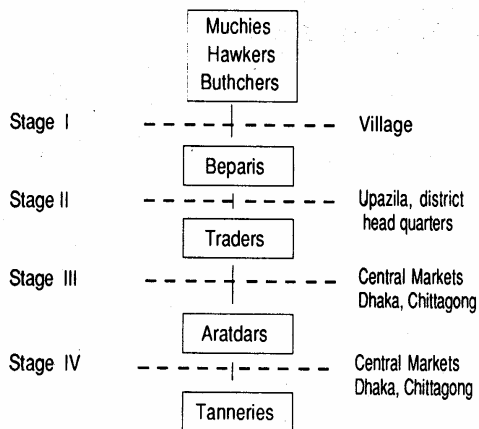 Muchies
Hawkers
Buthchers
Stage I
Village
Beparis
Stage II
Upazila, district
head quarters
Traders
Stage III
Central Markets
Dhaka, Chittagong
Aratdars
Stage IV
Central Markets
Dhaka, Chittagong
Tanneries